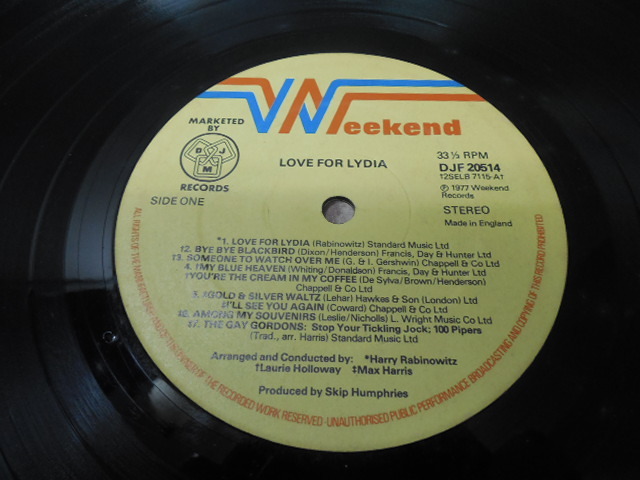 Weekend
MARKETED
BY
DJM
RECORDS
LOVE FOR LYDIA
33⅓ RPM
DJF 20514
12SELB 7115-A†
℗ 1977 Weekend
Records
SIDE ONE
STEREO
Made in England
*1. LOVE FOR LYDIA (Rabinowitz) Standard Music Ltd
‡2. BYE BYE BLACKBIRD (Dixon/Henderson) Francis, Day & Hunter Ltd
‡3. SOMEONE TO WATCH OVER ME (G. & I. Gershwin) Chappell & Co Ltd
4. †MY BLUE HEAVEN (Whiting/Donaldson) Francis, Day & Hunter Ltd
†YOU'RE THE CREAM IN MY COFFEE (De Sylva/Brown/Henderson)
Chappell & Co Ltd
5. ‡GOLD & SILVER WALTZ (Lehar) Hawkes & Son (London) Ltd
‡I'LL SEE YOU AGAIN (Coward) Chappell & Co Ltd
‡6. AMONG MY SOUVENIRS (Leslie/Nicholls) L. Wright Music Co Ltd
‡7. THE GAY GORDONS: Stop Your Tickling Jock; 100 Pipers
(Trad., arr. Harris) Standard Music Ltd
Arranged and Conducted by: *Harry Rabinowitz
†Laurie Holloway ‡Max Harris
Produced by Skip Humphries
ALL RIGHTS OF THE MANUFACTURER AND OF THE OWNER OF THE RECORDED WORK RESERVED - UNAUTHORISED PUBLIC PERFORMANCE BROADCASTING AND COPYING OF THIS RECORD PROHIBITED